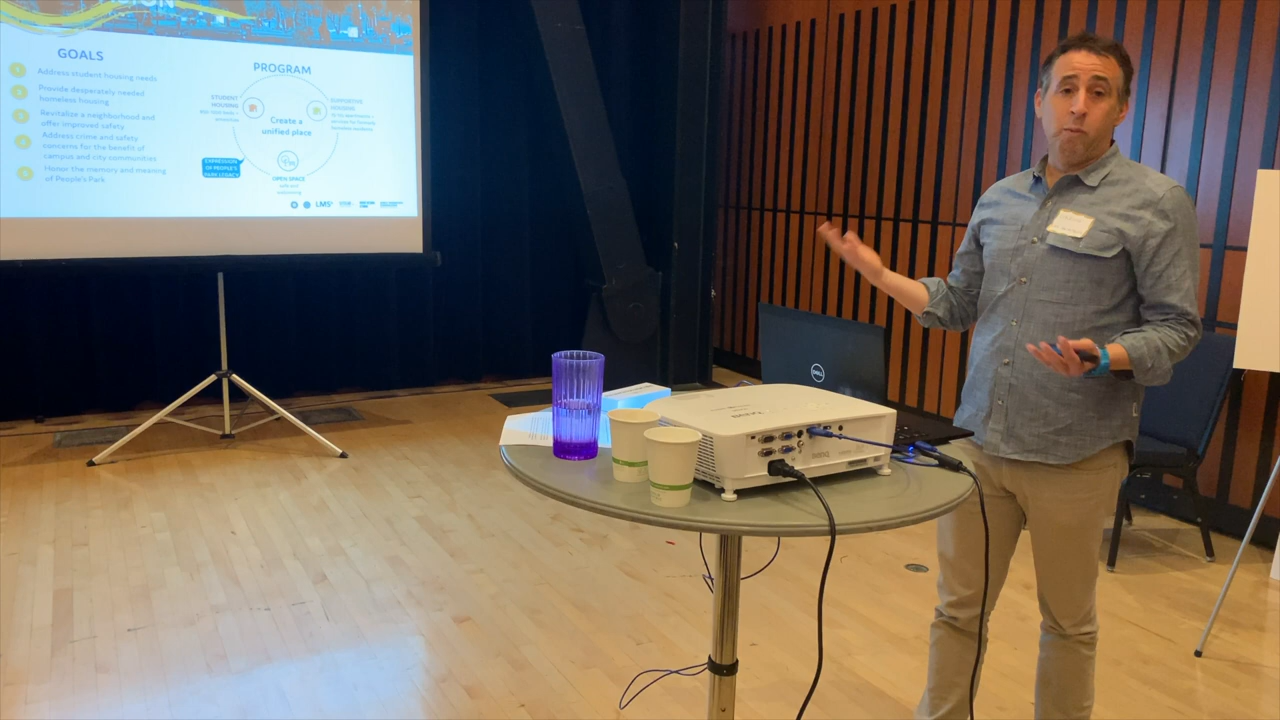 GOALS
Address student housing needs
Provide desperately needed
homeless housing
Revitalize a neighborhood and
offer improved safety
Address crime and safety
concerns for the benefit of
campus and city communities
Honor the memory and meaning
of People's Park
PROGRAM
STUDENT
HOUSING
SUPPORTIVE
HOUSING
Create a
unified place
EXPRESSION
OF PEOPLE'S
PARK LEGACY
OPEN SPACE
safe and
welcoming
LMS
DELL
BenQ